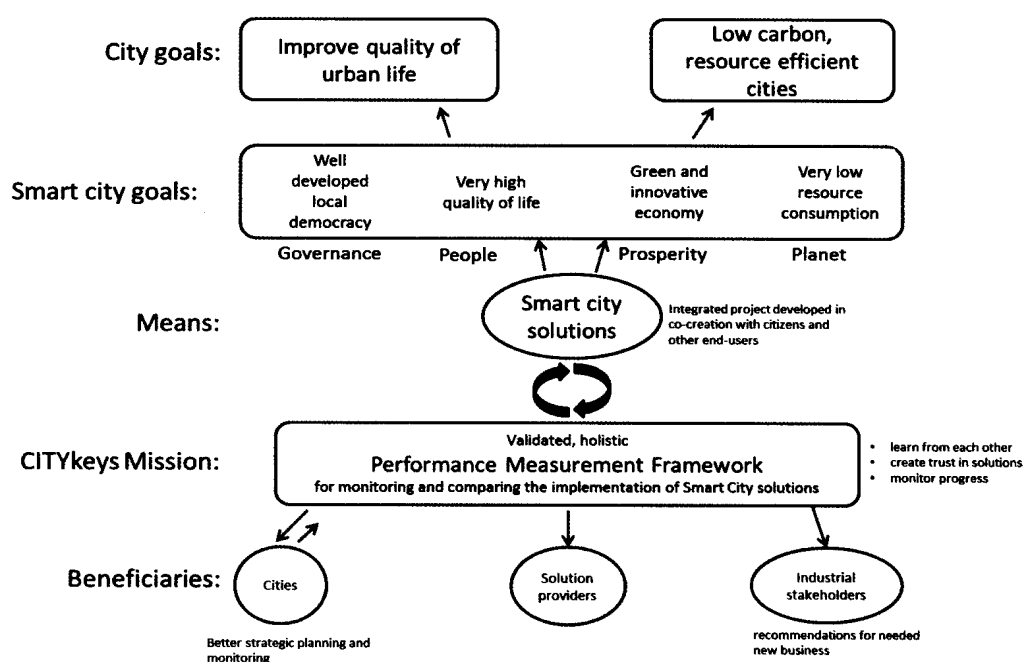 City goals:
Improve quality of
urban life
Low carbon,
resource efficient
cities
Smart city goals:
Well
developed
local
democracy
Very high
quality of life
Green and
innovative
economy
Very low
resource
consumption
Governance
People
Prosperity
Planet
Means:
Smart city
solutions
Integrated project developed in
co-creation with citizens and
other end-users
CITYkeys Mission:
Validated, holistic
Performance Measurement Framework
for monitoring and comparing the implementation of Smart City solutions
• learn from each other
• create trust in solutions
• monitor progress
Beneficiaries:
Cities
Solution
providers
Industrial
stakeholders
Better strategic planning and
monitoring
recommendations for needed
new business